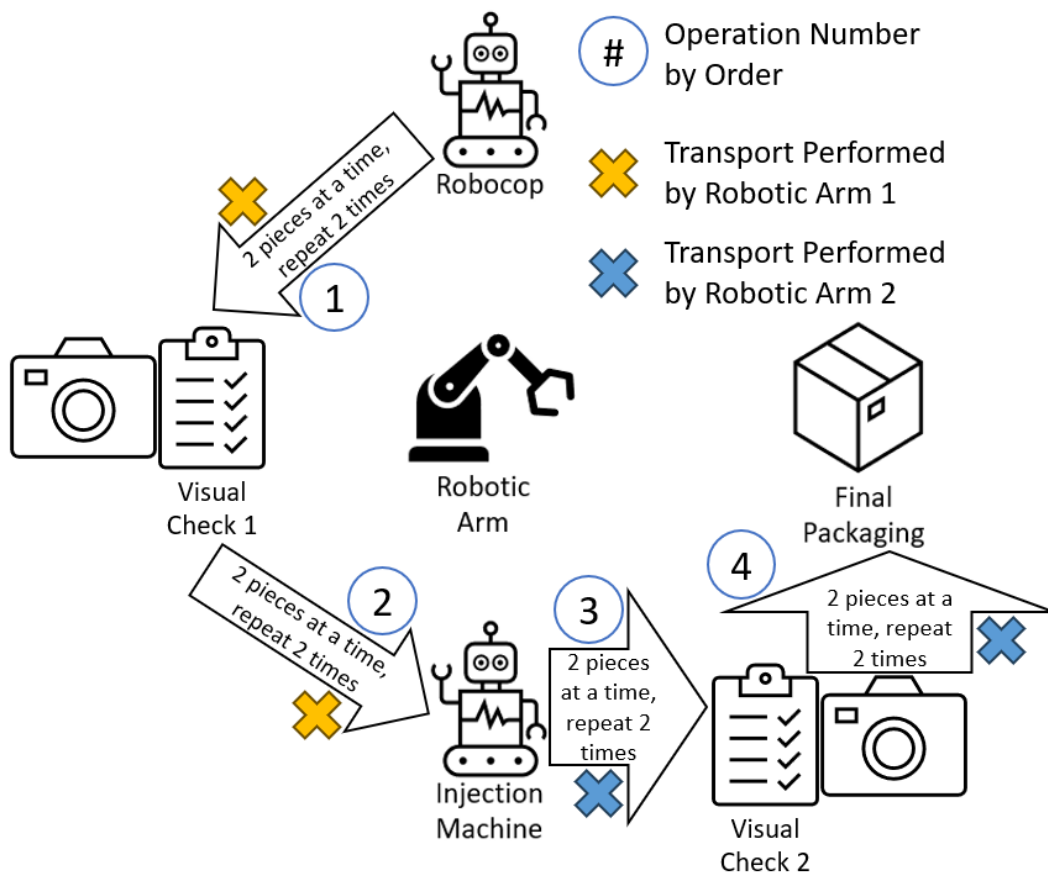 #
Operation Number
by Order
Transport Performed
by Robotic Arm 1
Transport Performed
by Robotic Arm 2
Robocop
2 pieces at a time,
repeat 2 times
1
Visual
Check 1
Robotic
Arm
Final
Packaging
2
2 pieces at a time,
repeat 2 times
Injection
Machine
3
2 pieces
at a time,
repeat 2
times
Visual
Check 2
4
2 pieces at a
time, repeat
2 times